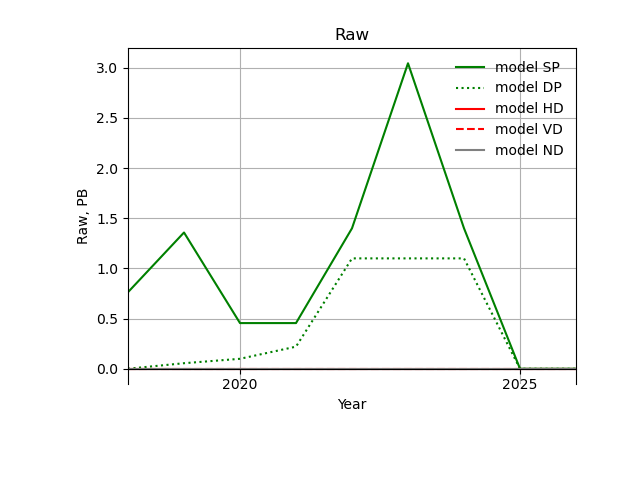 Raw
3.0
2.5
2.0
1.5
1.0
0.5
0.0
Raw, PB
model SP
model DP
model HD
model VD
model ND
2020
2025
Year